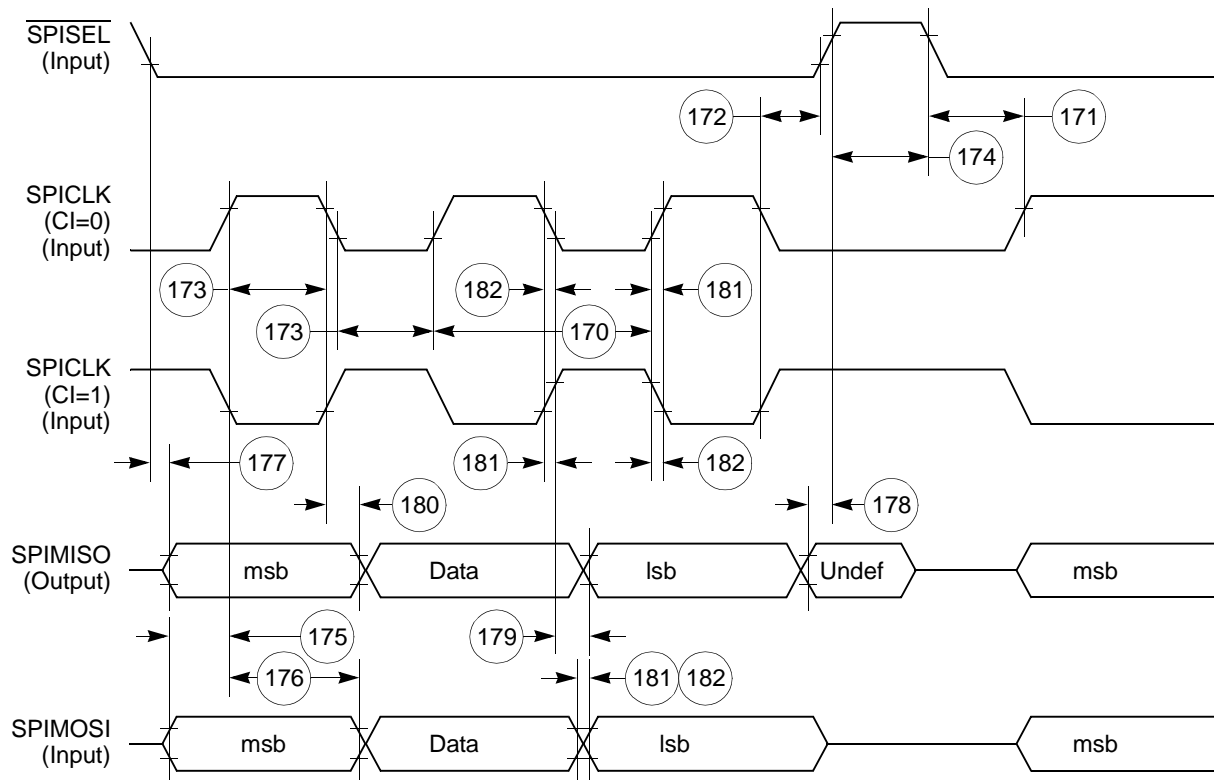 SPISEL
(Input)
172
171
174
SPICLK
(CI=0)
(Input)
173
182
181
173
170
SPICLK
(CI=1)
(Input)
177
181
182
180
178
SPIMISO
(Output)
msb
Data
lsb
Undef
msb
175
179
176
181
182
SPIMOSI
(Input)
msb
Data
lsb
msb